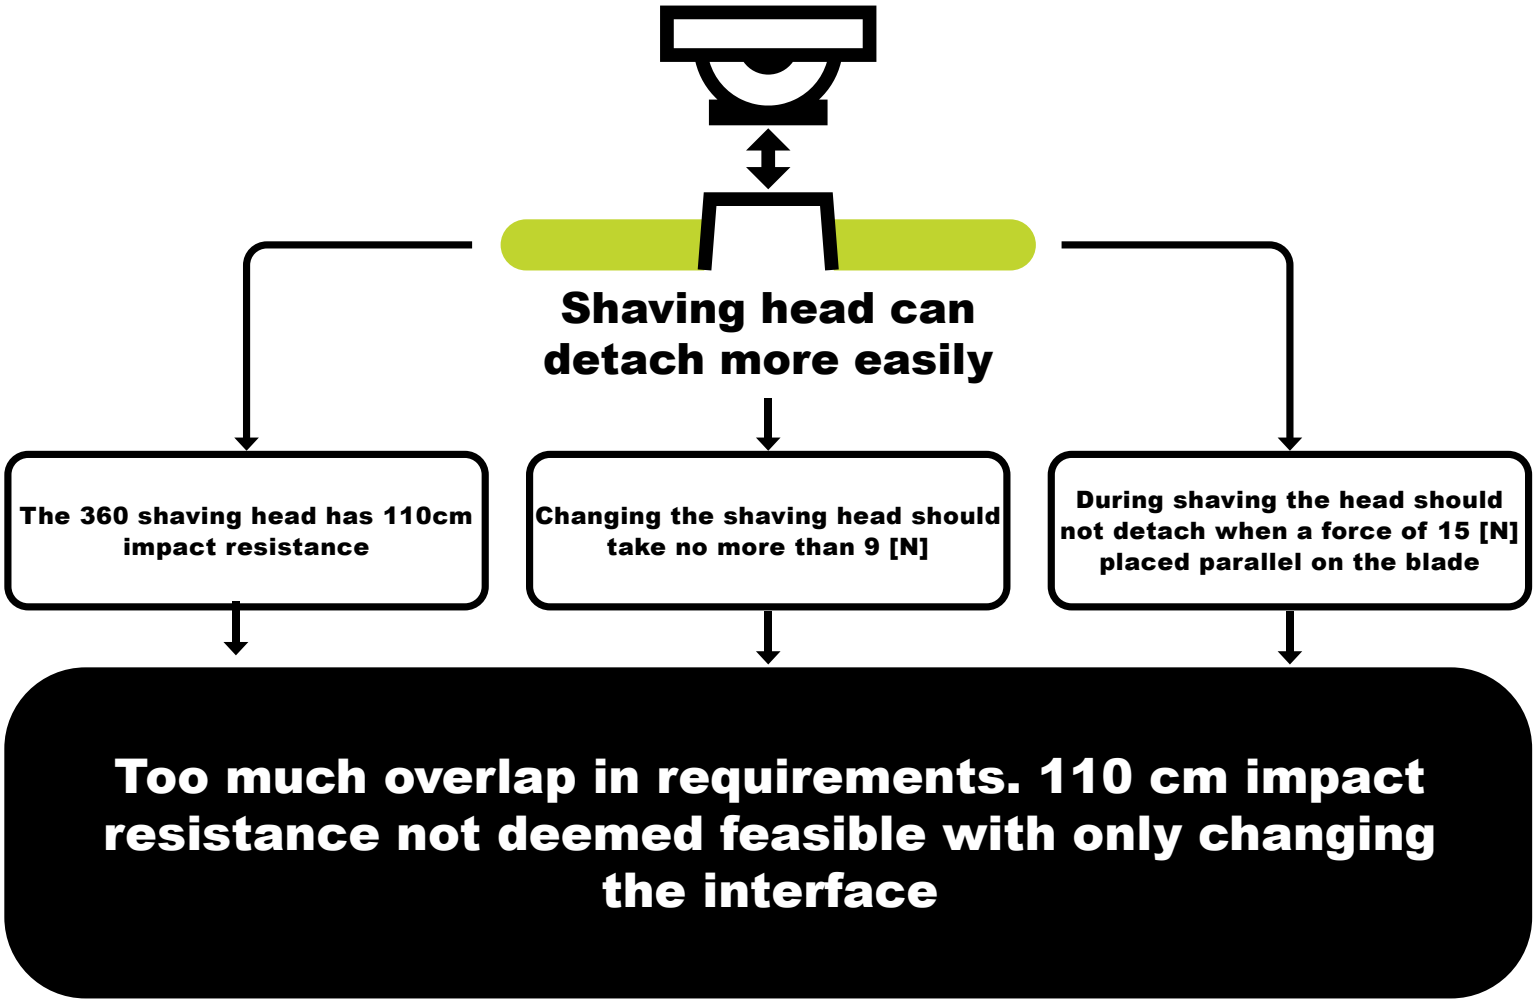 Shaving head can
detach more easily
The 360 shaving head has 110cm
impact resistance
Changing the shaving head should
take no more than 9 [N]
During shaving the head should
not detach when a force of 15 [N]
placed parallel on the blade
Too much overlap in requirements. 110 cm impact
resistance not deemed feasible with only changing
the interface